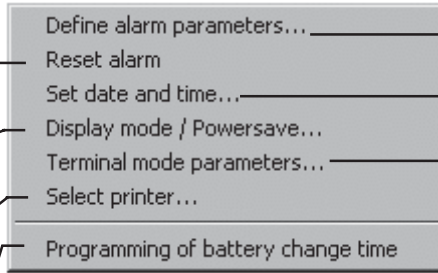 Define alarm parameters...
Reset alarm
Set date and time...
Display mode / Powersave...
Terminal mode parameters...
Select printer...
Programming of battery change time